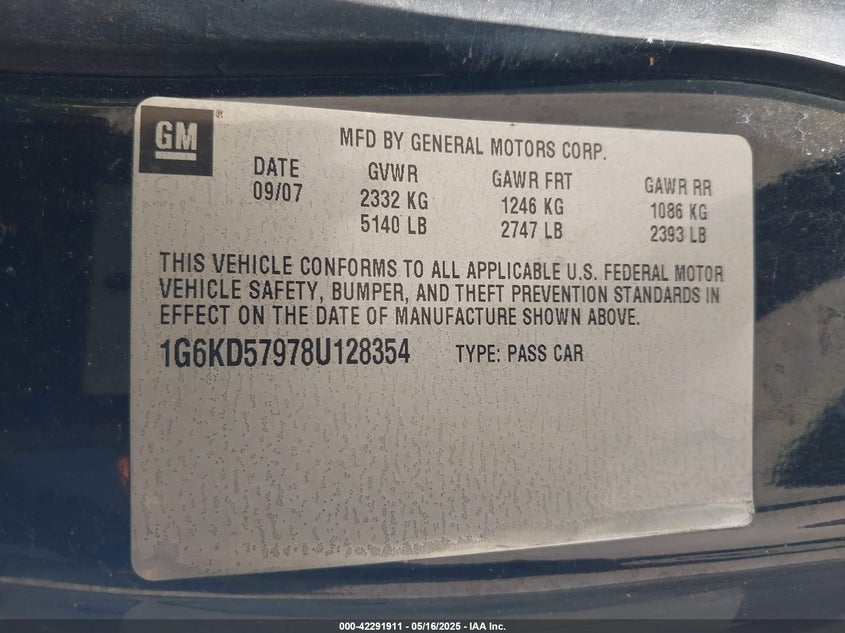 GM®
MFD BY GENERAL MOTORS CORP.
DATE GVWR GAWR FRT GAWR RR
09/07 2332 KG 1246 KG 1086 KG
5140 LB 2747 LB 2393 LB
THIS VEHICLE CONFORMS TO ALL APPLICABLE U.S. FEDERAL MOTOR
VEHICLE SAFETY, BUMPER, AND THEFT PREVENTION STANDARDS IN
EFFECT ON THE DATE OF MANUFACTURE SHOWN ABOVE.
1G6KD57978U128354 TYPE: PASS CAR
000-42291911 - 05/16/2025 - IAA Inc.